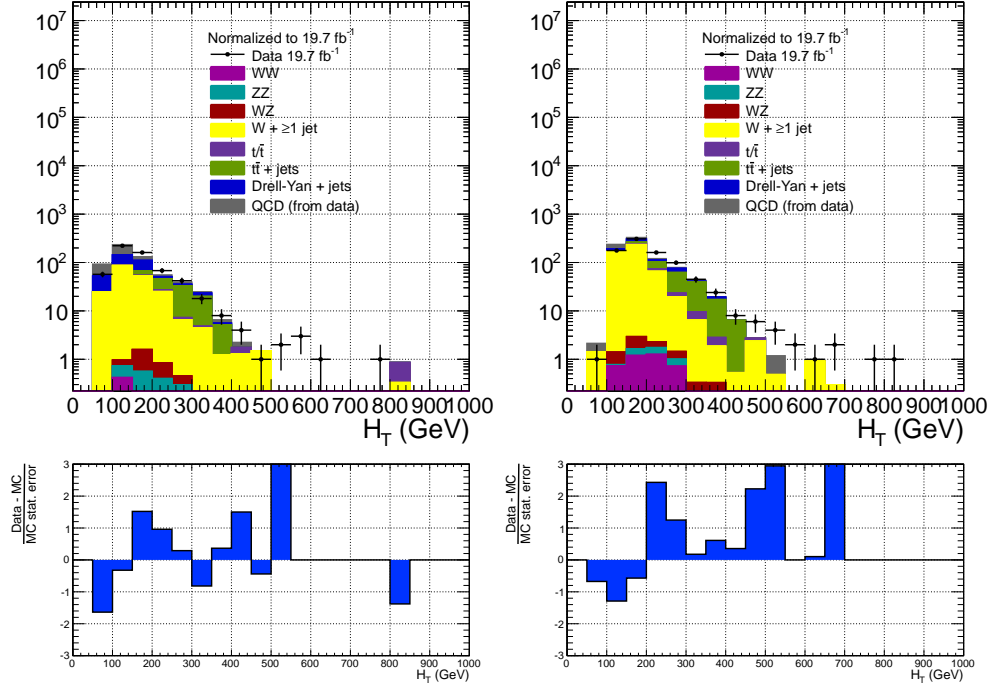 Normalized to 19.7 fb⁻¹
Data 19.7 fb⁻¹
WW
ZZ
WZ
W + ≥1 jet
t/t̄
tt̄ + jets
Drell-Yan + jets
QCD (from data)
10⁷
10⁶
10⁵
10⁴
10³
10²
10
1
0 100 200 300 400 500 600 700 800 900 1000
H_T (GeV)
Normalized to 19.7 fb⁻¹
Data 19.7 fb⁻¹
WW
ZZ
WZ
W + ≥1 jet
t/t̄
tt̄ + jets
Drell-Yan + jets
QCD (from data)
10⁷
10⁶
10⁵
10⁴
10³
10²
10
1
0 100 200 300 400 500 600 700 800 900 1000
H_T (GeV)
Data - MC
MC stat. error
3
2
1
0
-1
-2
-3
0 100 200 300 400 500 600 700 800 900 1000
H_T (GeV)
Data - MC
MC stat. error
3
2
1
0
-1
-2
-3
0 100 200 300 400 500 600 700 800 900 1000
H_T (GeV)